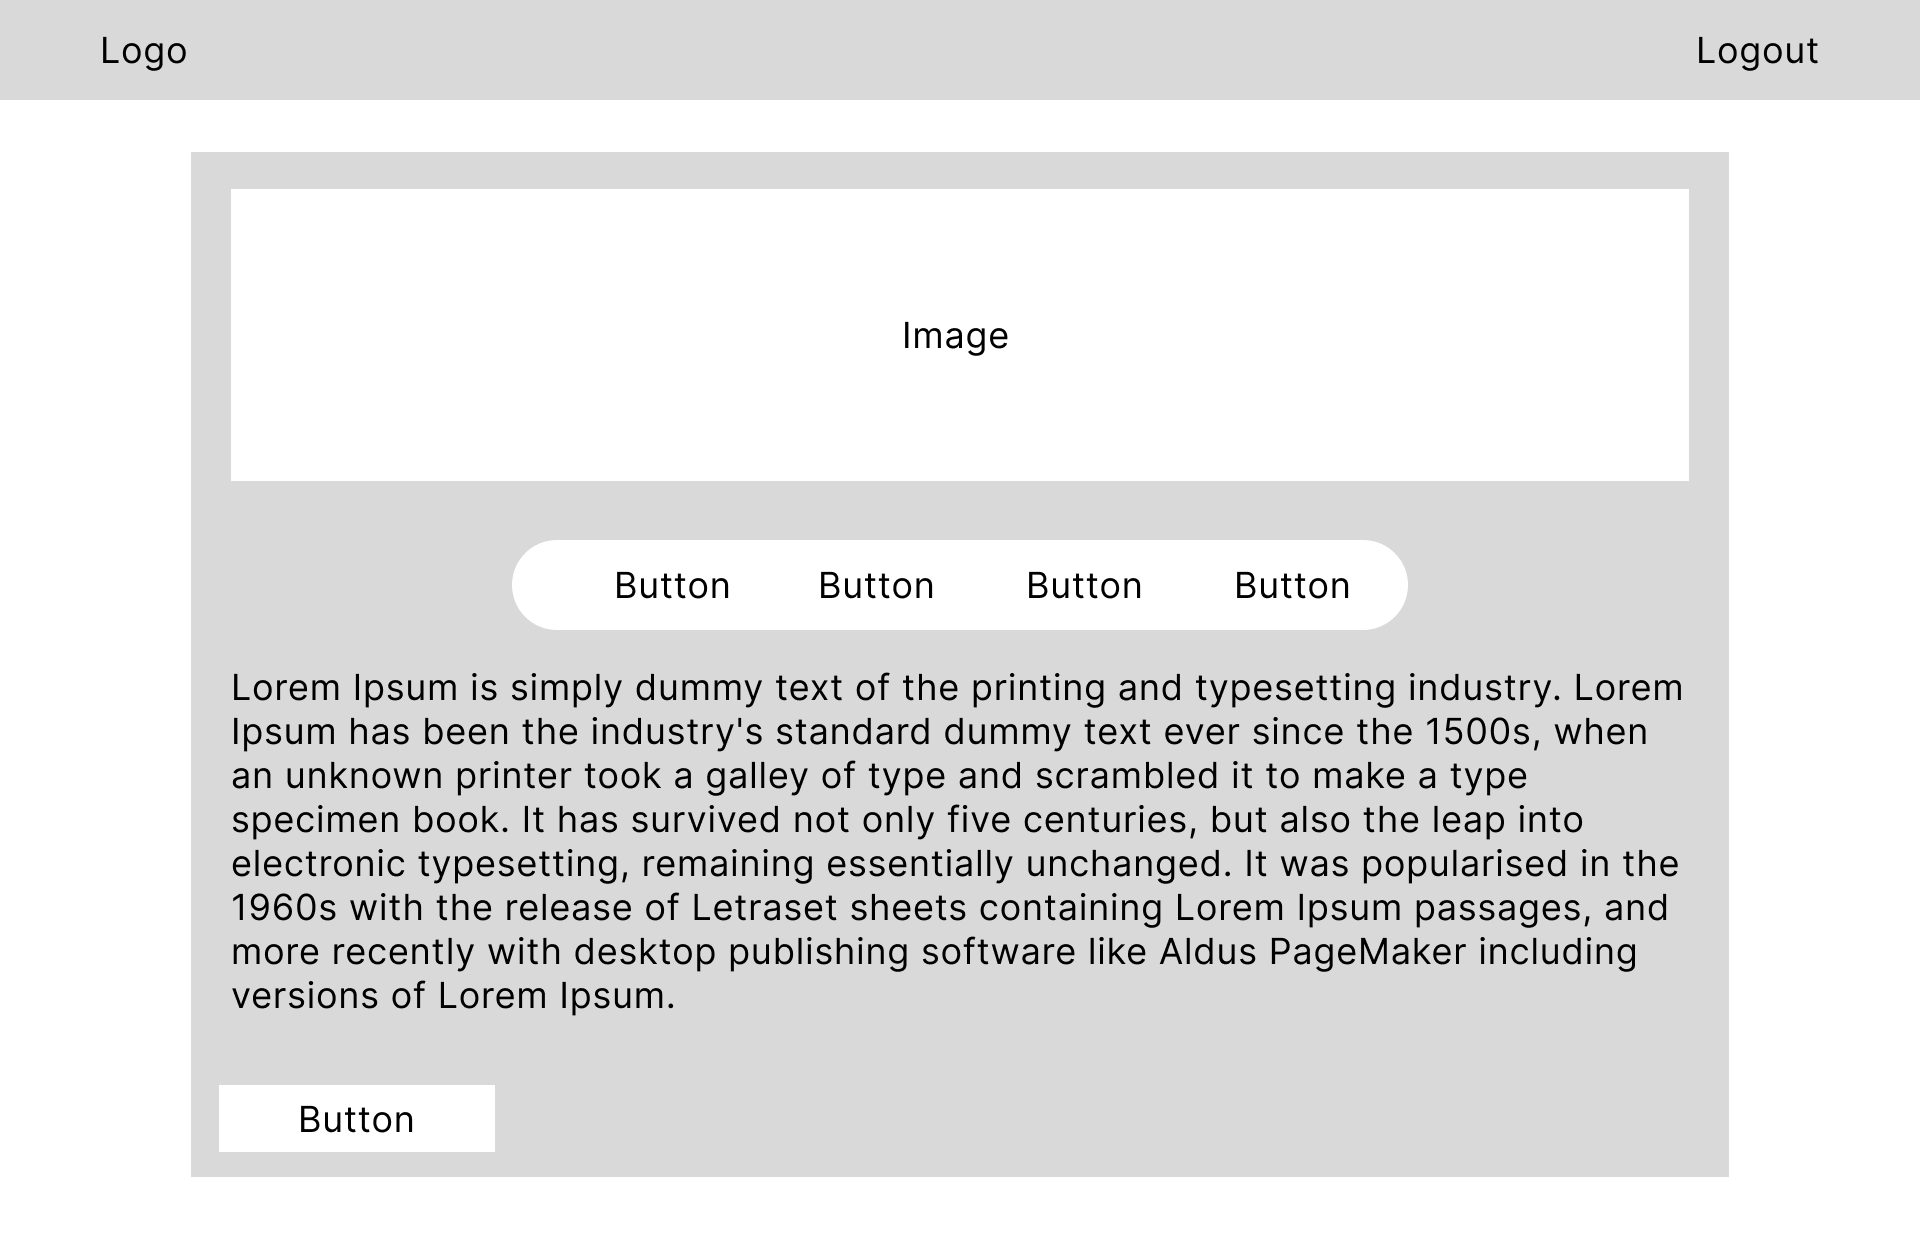 Logo
Logout
Image
Button Button Button Button
Lorem Ipsum is simply dummy text of the printing and typesetting industry. Lorem
Ipsum has been the industry's standard dummy text ever since the 1500s, when
an unknown printer took a galley of type and scrambled it to make a type
specimen book. It has survived not only five centuries, but also the leap into
electronic typesetting, remaining essentially unchanged. It was popularised in the
1960s with the release of Letraset sheets containing Lorem Ipsum passages, and
more recently with desktop publishing software like Aldus PageMaker including
versions of Lorem Ipsum.
Button